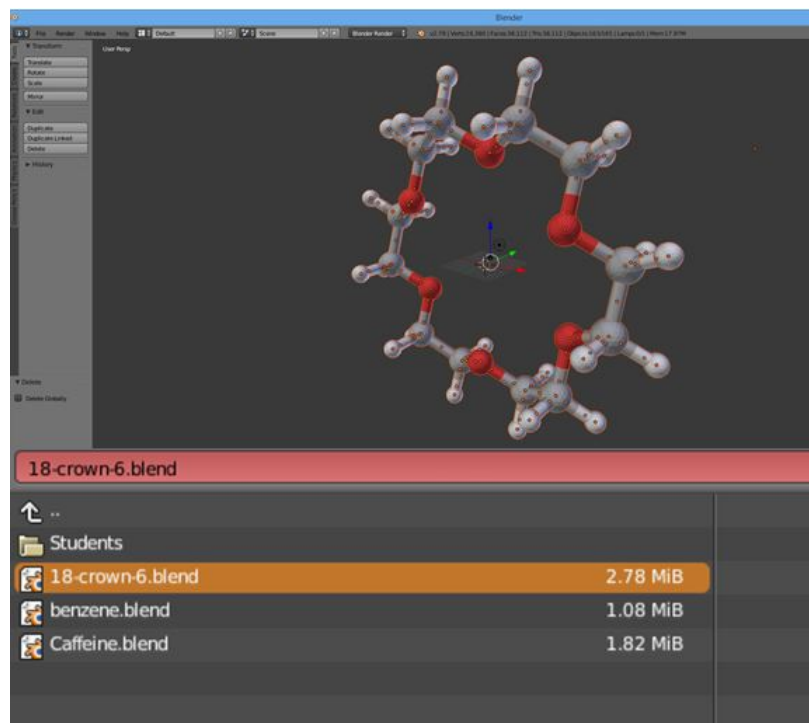 Blender
File Render Window Help Default Scene Blender Render
Transform
User Persp
Translate
Rotate
Scale
Mirror
Edit
Duplicate
Duplicate Linked
Delete
History
Delete
Delete Globally
18-crown-6.blend
..
Students
18-crown-6.blend 2.78 MiB
benzene.blend 1.08 MiB
Caffeine.blend 1.82 MiB